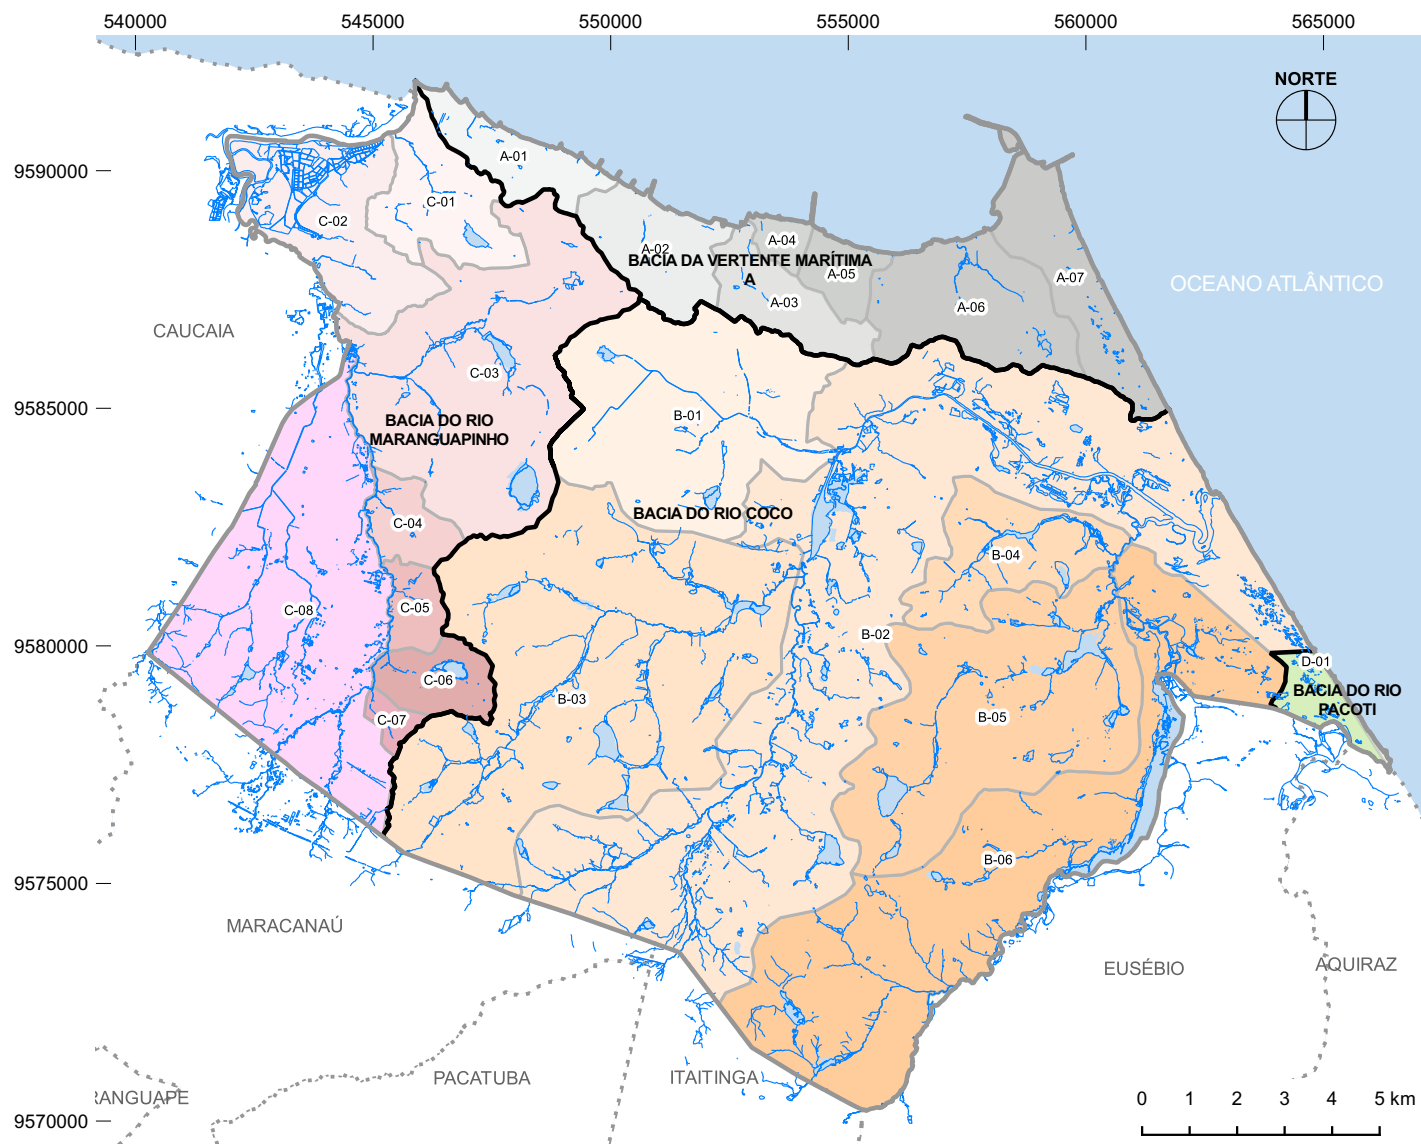 540000 545000 550000 555000 560000 565000
NORTE
A-01
9590000
C-01
C-02
A-04
A-02
BACIA DA VERTENTE MARÍTIMA
A
A-05
A-07
OCEANO ATLÂNTICO
A-03
A-06
CAUCAIA
C-03
9585000
B-01
BACIA DO RIO
MARANGUAPINHO
BACIA DO RIO COCO
C-04
B-04
C-05
C-08
B-02
9580000
D-01
C-06
BACIA DO RIO
PACOTI
B-03
C-07
B-05
B-06
9575000
MARACANAÚ
EUSÉBIO
AQUIRAZ
PACATUBA
ITAITINGA
RANGUAPE
0 1 2 3 4 5 km
9570000